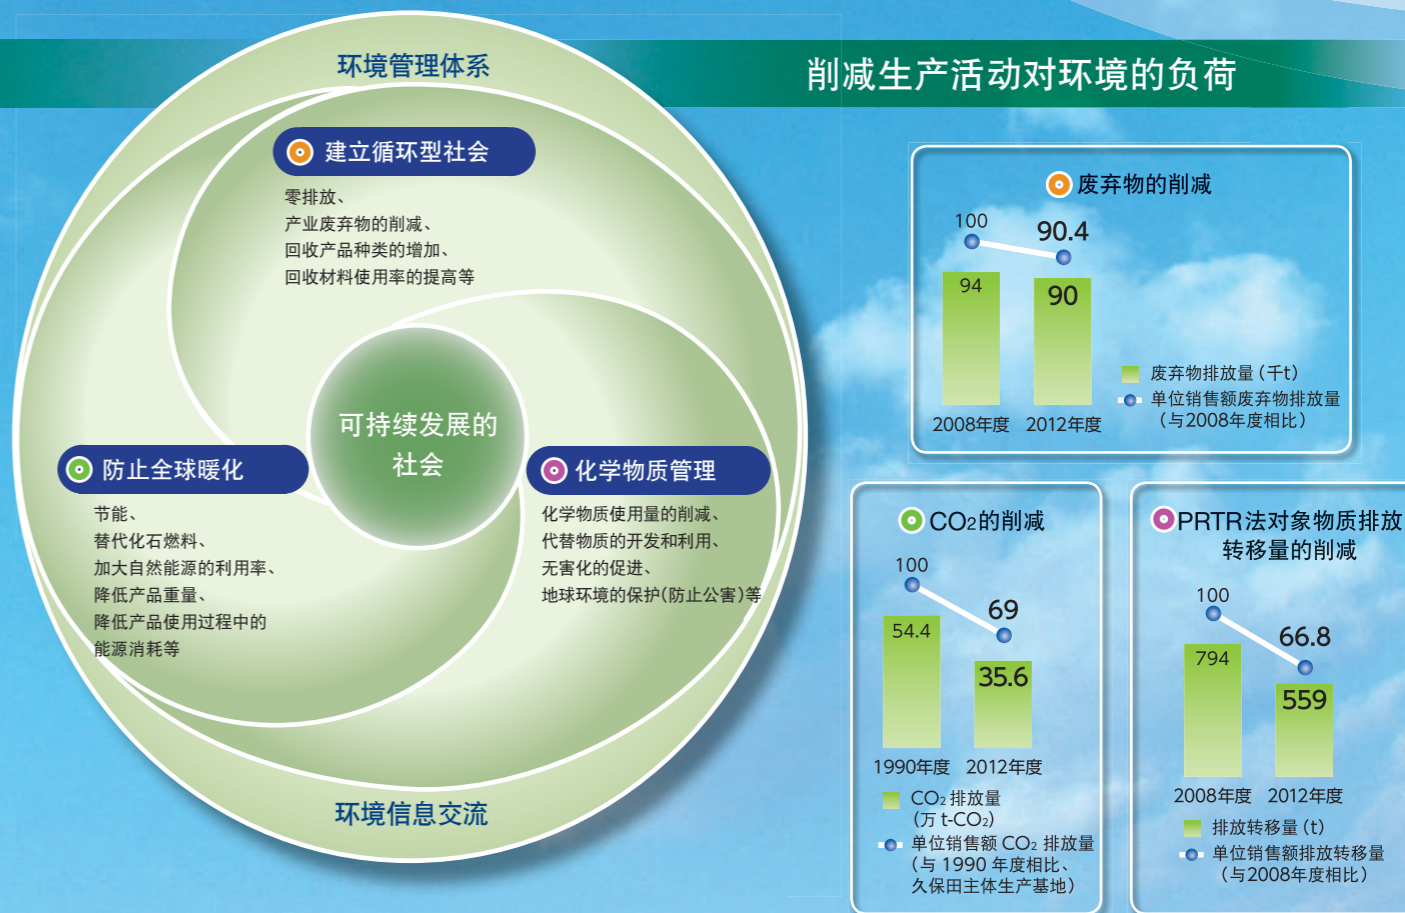 环境管理体系
建立循环型社会
零排放、
产业废弃物的削减、
回收产品种类的增加、
回收材料使用率的提高等
可持续发展的
社会
防止全球暖化
节能、
替代化石燃料、
加大自然能源的利用率、
降低产品重量、
降低产品使用过程中的
能源消耗等
化学物质管理
化学物质使用量的削减、
代替物质的开发和利用、
无害化的促进、
地球环境的保护(防止公害)等
环境信息交流
削减生产活动对环境的负荷
废弃物的削减
100
90.4
94
90
2008年度 2012年度
废弃物排放量(千t)
单位销售额废弃物排放量
(与2008年度相比)
CO2的削减
100
69
54.4
35.6
1990年度 2012年度
CO2 排放量
(万 t-CO2)
单位销售额 CO2 排放量
(与 1990 年度相比、
久保田主体生产基地)
PRTR法对象物质排放
转移量的削减
100
66.8
794
559
2008年度 2012年度
排放转移量(t)
单位销售额排放转移量
(与2008年度相比)